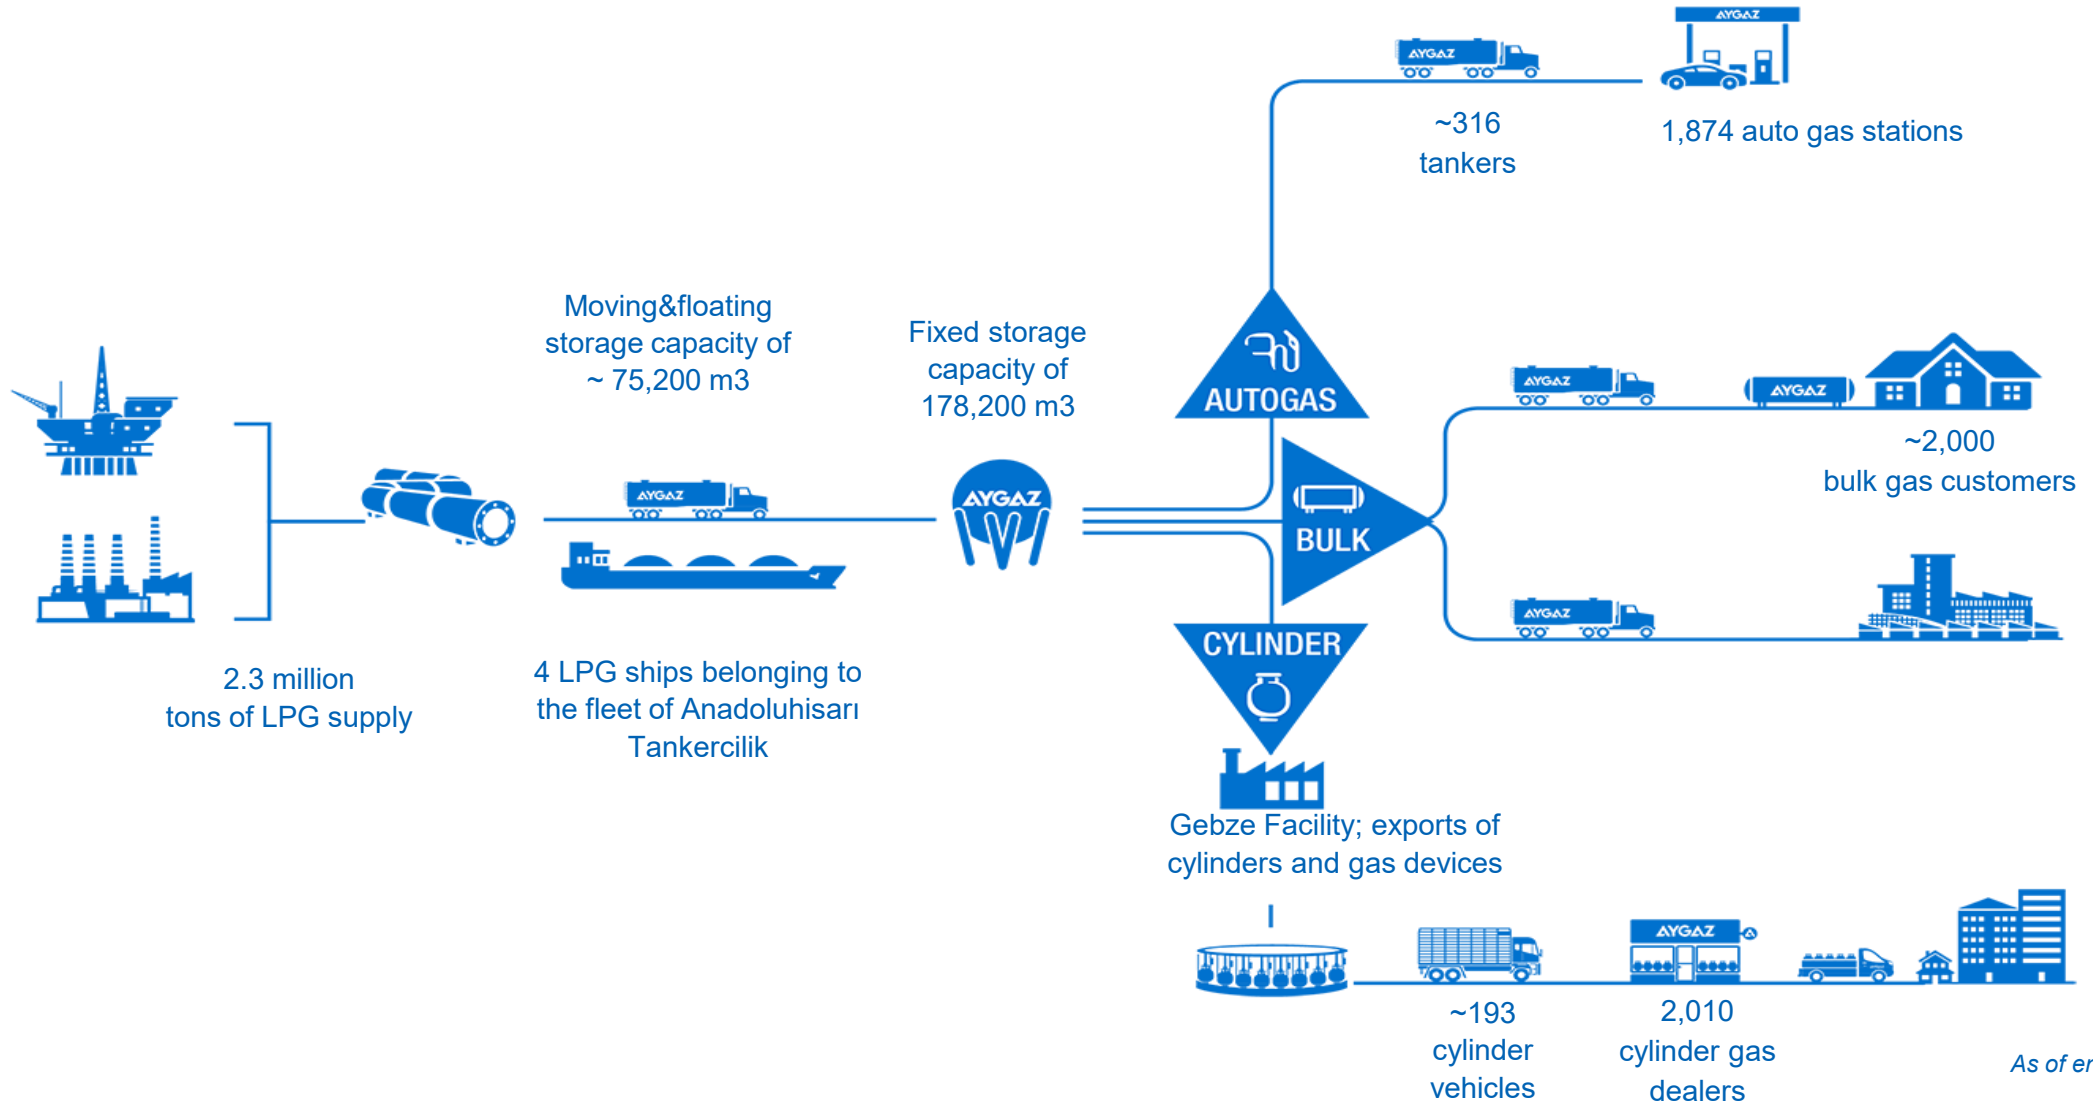 AYGAZ
AYGAZ
~316
tankers
1,874 auto gas stations
Moving&floating
storage capacity of
~ 75,200 m3
Fixed storage
capacity of
178,200 m3
AUTOGAS
AYGAZ
AYGAZ
~2,000
bulk gas customers
AYGAZ
AYGAZ
BULK
AYGAZ
CYLINDER
2.3 million
tons of LPG supply
4 LPG ships belonging to
the fleet of Anadoluhisarı
Tankercilik
Gebze Facility; exports of
cylinders and gas devices
AYGAZ
~193
cylinder
vehicles
2,010
cylinder gas
dealers
As of